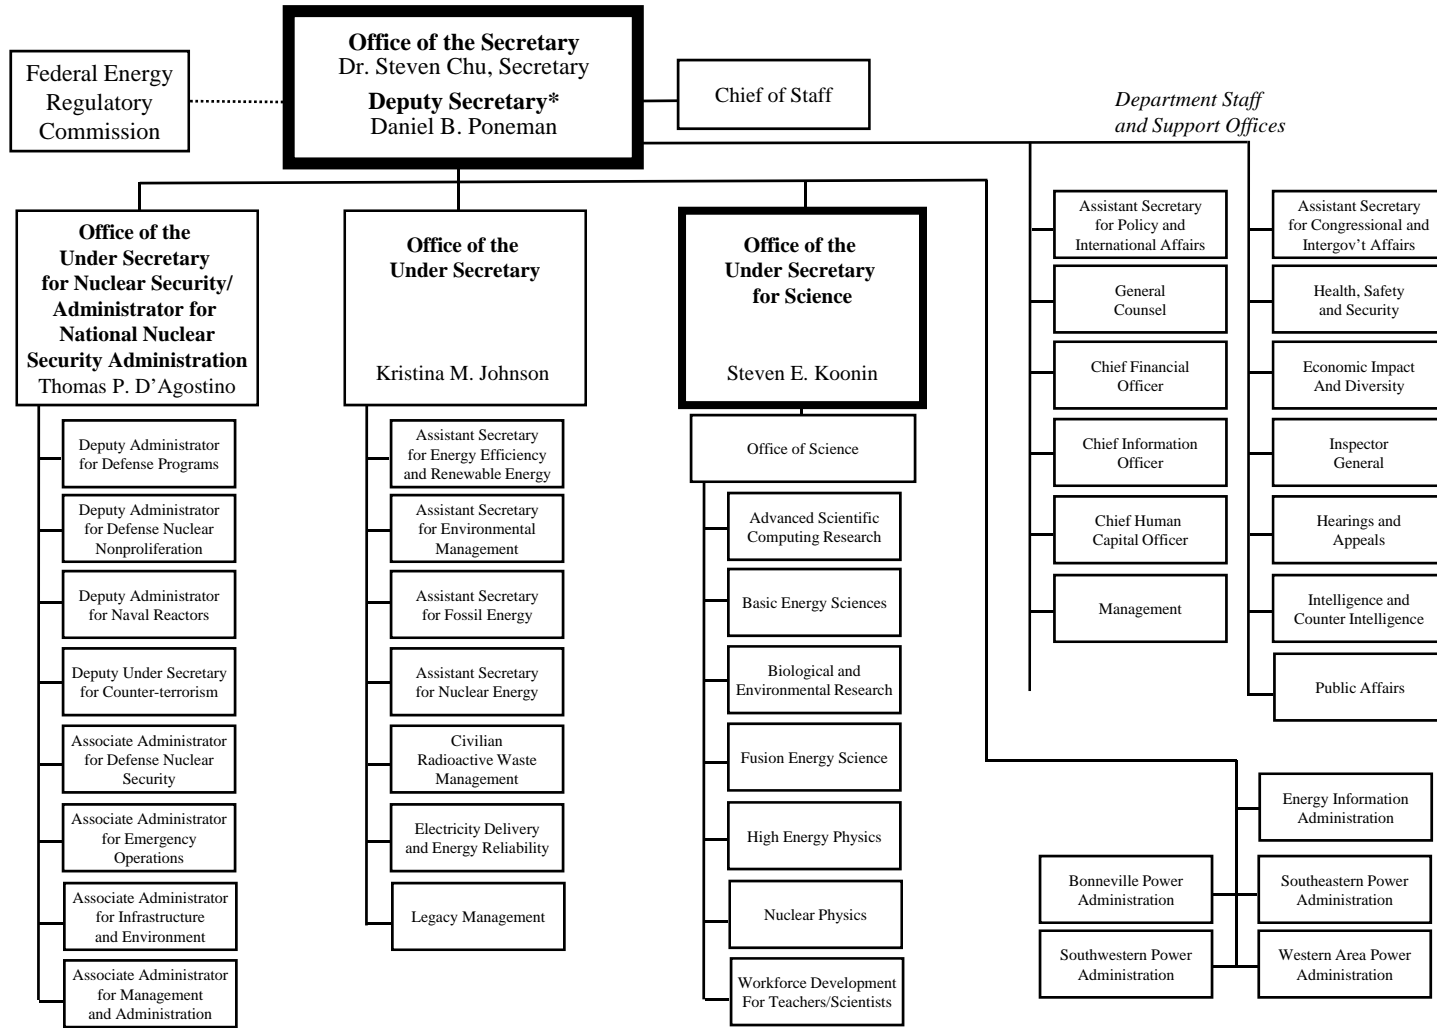 Office of the Secretary
Dr. Steven Chu, Secretary
Deputy Secretary*
Daniel B. Poneman
Federal Energy
Regulatory
Commission
Chief of Staff
Department Staff
and Support Offices
Office of the
Under Secretary
for Nuclear Security/
Administrator for
National Nuclear
Security Administration
Thomas P. D’Agostino
Deputy Administrator
for Defense Programs
Deputy Administrator
for Defense Nuclear
Nonproliferation
Deputy Administrator
for Naval Reactors
Deputy Under Secretary
for Counter-terrorism
Associate Administrator
for Defense Nuclear
Security
Associate Administrator
for Emergency
Operations
Associate Administrator
for Infrastructure
and Environment
Associate Administrator
for Management
and Administration
Office of the
Under Secretary
Kristina M. Johnson
Assistant Secretary
for Energy Efficiency
and Renewable Energy
Assistant Secretary
for Environmental
Management
Assistant Secretary
for Fossil Energy
Assistant Secretary
for Nuclear Energy
Civilian
Radioactive Waste
Management
Electricity Delivery
and Energy Reliability
Legacy Management
Office of the
Under Secretary
for Science
Steven E. Koonin
Office of Science
Advanced Scientific
Computing Research
Basic Energy Sciences
Biological and
Environmental Research
Fusion Energy Science
High Energy Physics
Nuclear Physics
Workforce Development
For Teachers/Scientists
Assistant Secretary
for Policy and
International Affairs
General
Counsel
Chief Financial
Officer
Chief Information
Officer
Chief Human
Capital Officer
Management
Assistant Secretary
for Congressional and
Intergov’t Affairs
Health, Safety
and Security
Economic Impact
And Diversity
Inspector
General
Hearings and
Appeals
Intelligence and
Counter Intelligence
Public Affairs
Energy Information
Administration
Bonneville Power
Administration
Southeastern Power
Administration
Southwestern Power
Administration
Western Area Power
Administration